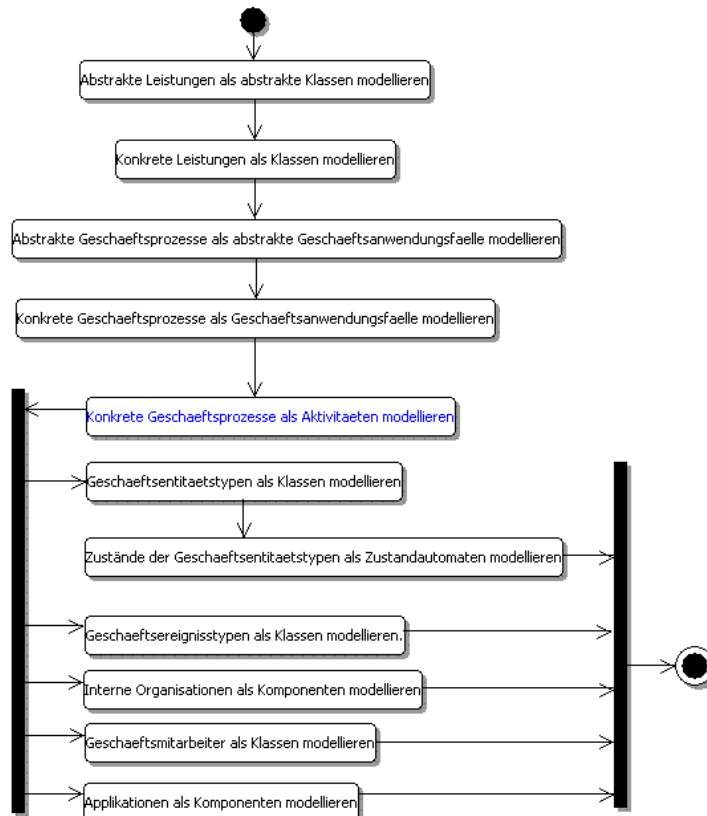 Abstrakte Leistungen als abstrakte Klassen modellieren
Konkrete Leistungen als Klassen modellieren
Abstrakte Geschaeftsprozesse als abstrakte Geschaeftsanwendungsfaelle modellieren
Konkrete Geschaeftsprozesse als Geschaeftsanwendungsfaelle modellieren
Konkrete Geschaeftsprozesse als Aktivitaeten modellieren
Geschaeftsentitaetstypen als Klassen modellieren
Zustände der Geschaeftsentitaetstypen als Zustandautomaten modellieren
Geschaeftsereignisstypen als Klassen modellieren.
Interne Organisationen als Komponenten modellieren
Geschaeftsmitarbeiter als Klassen modellieren
Applikationen als Komponenten modellieren